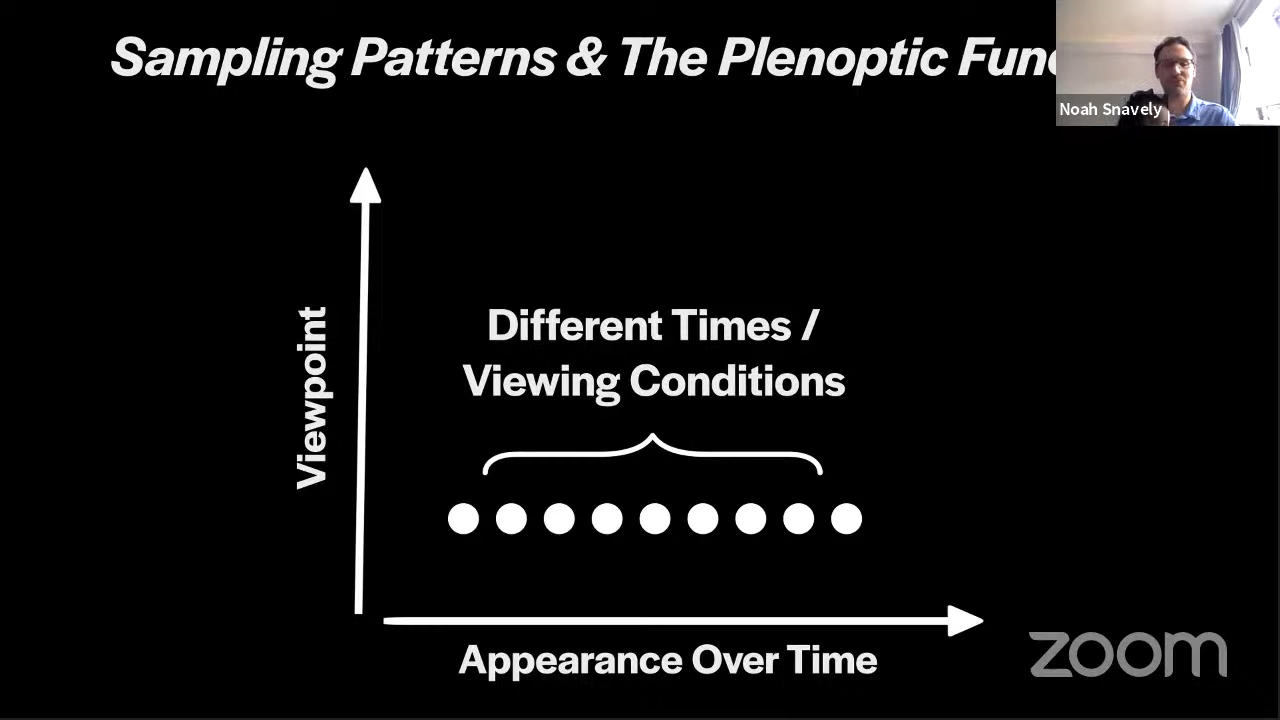 Sampling Patterns & The Plenoptic Func
Noah Snavely
Viewpoint
Different Times /
Viewing Conditions
Appearance Over Time
zoom